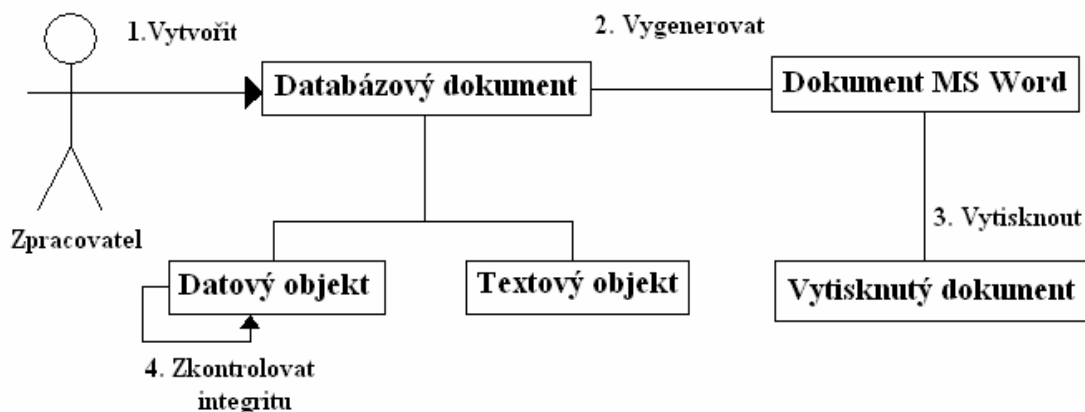 1.Vytvořit
2. Vygenerovat
Databázový dokument
Dokument MS Word
3. Vytisknout
Zpracovatel
Datový objekt
Textový objekt
Vytisknutý dokument
4. Zkontrolovat
integritu